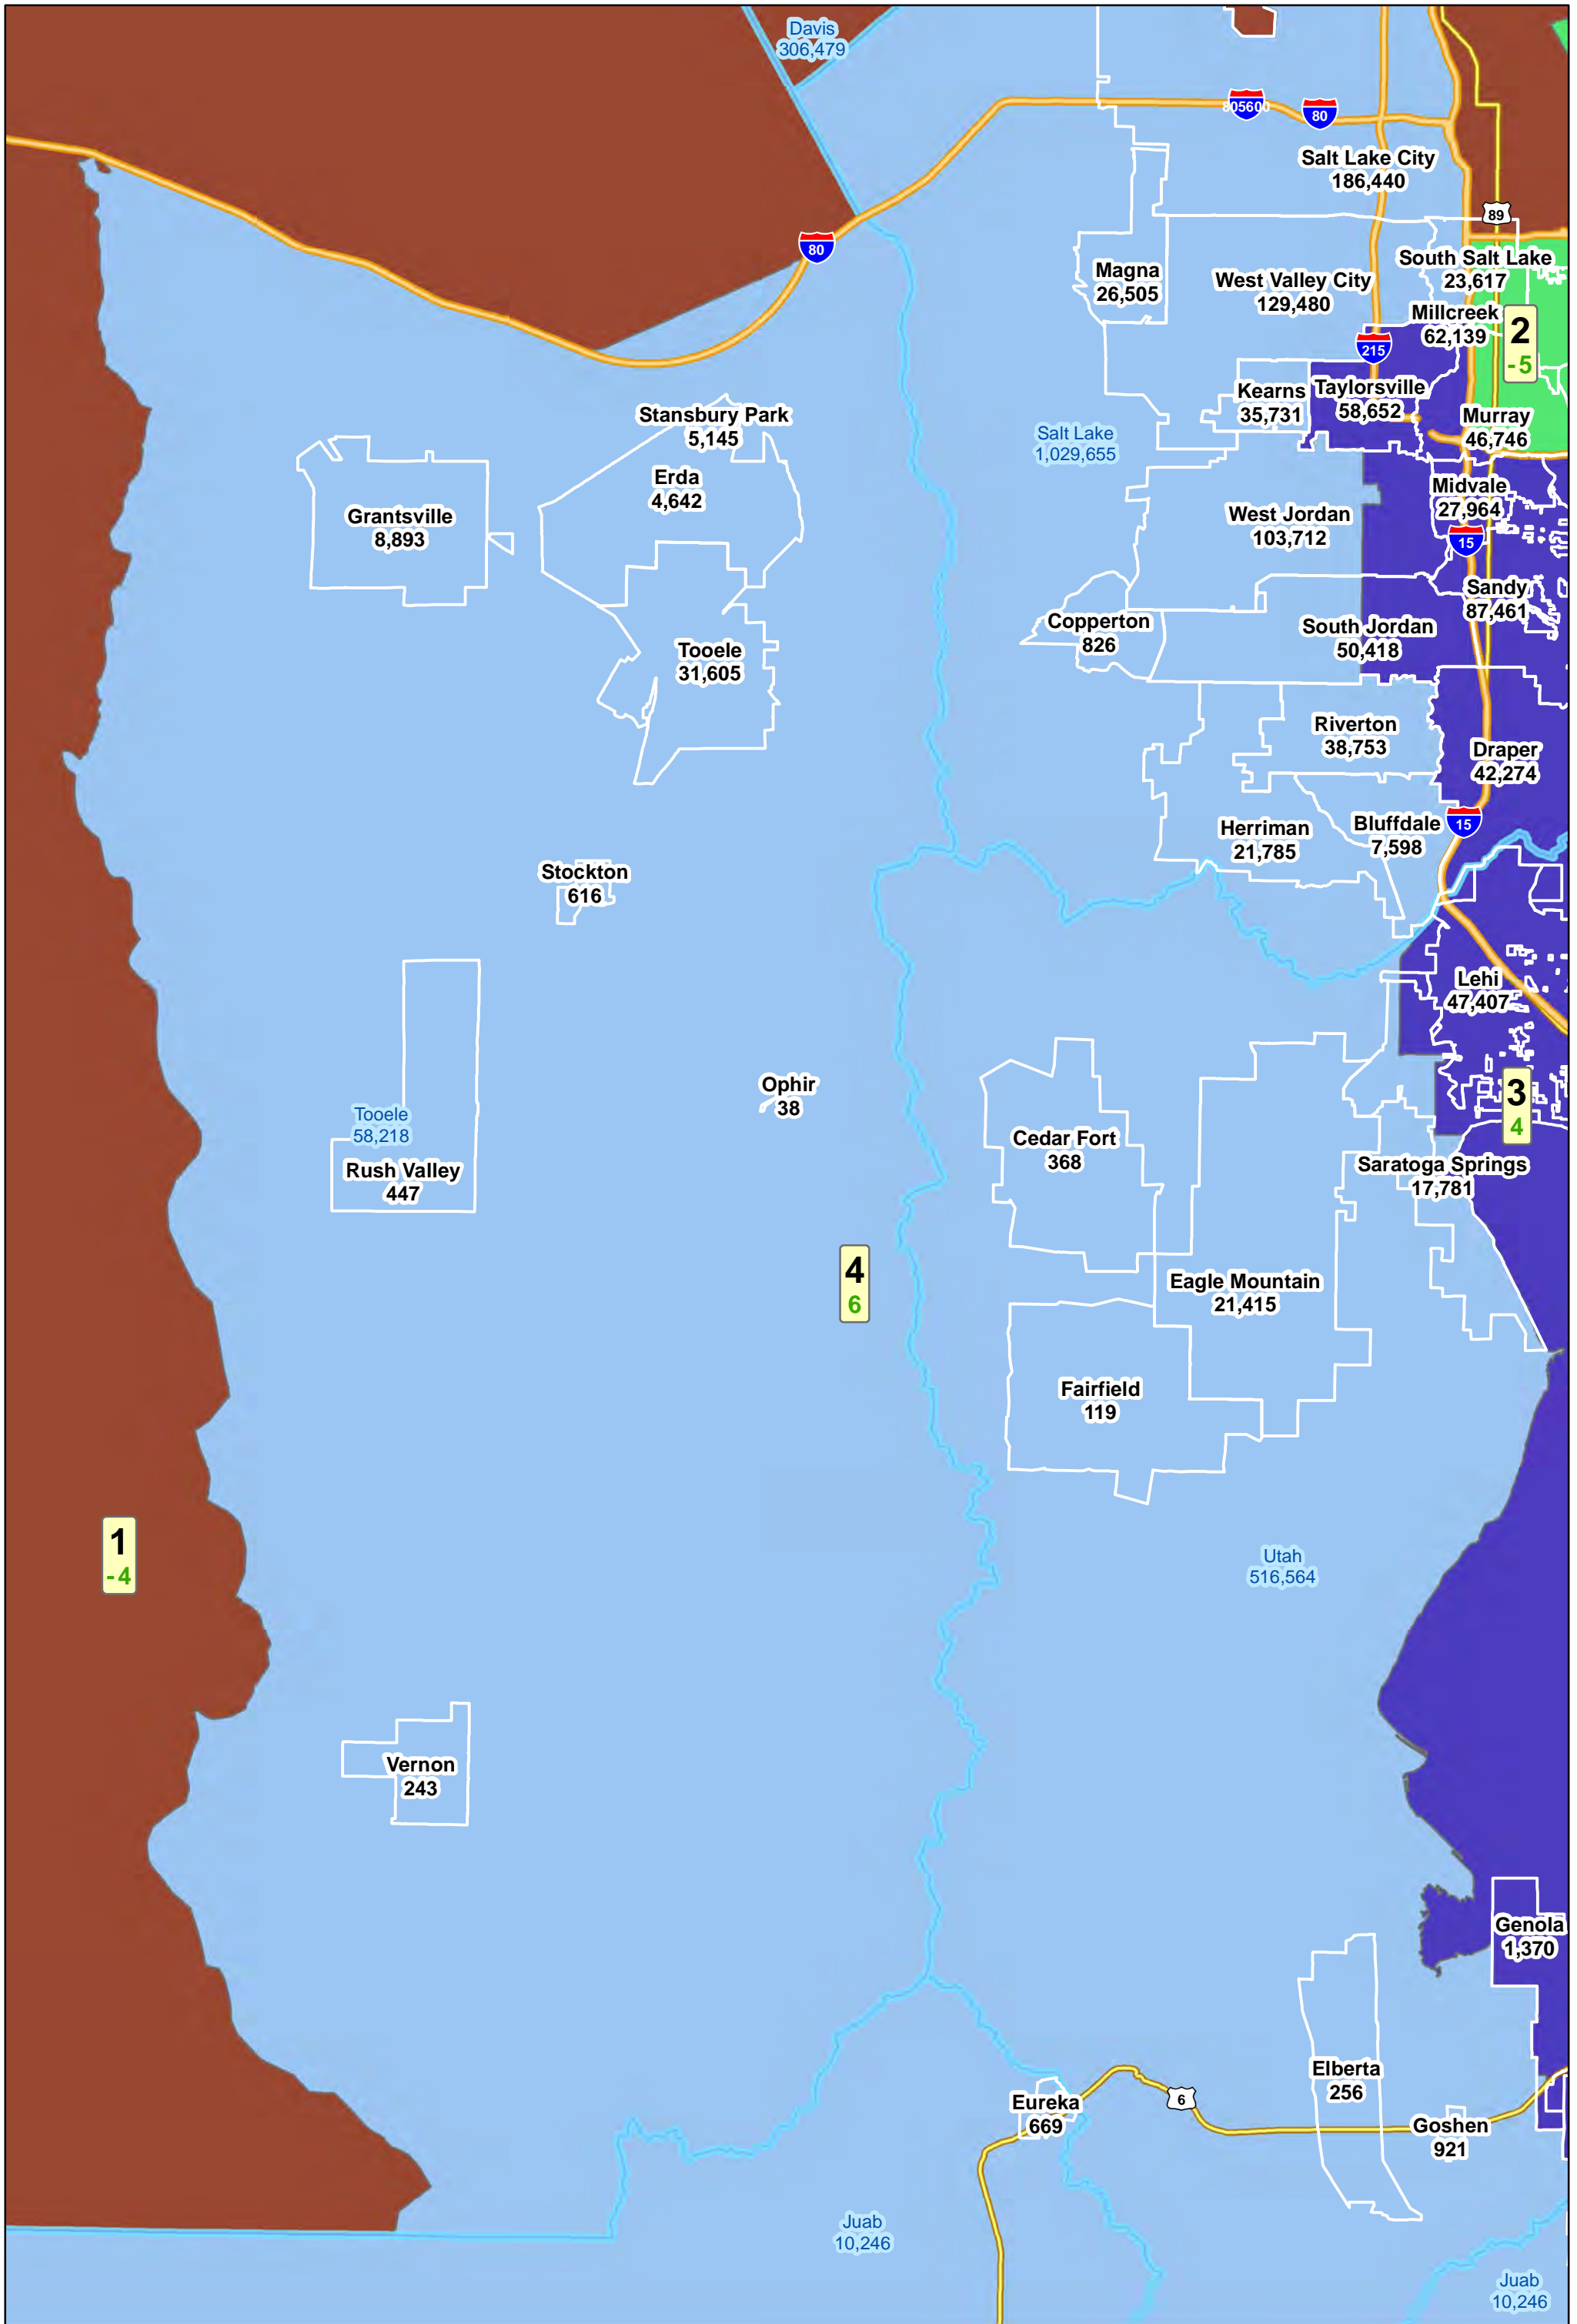 Davis
306,479
805600
80
Salt Lake City
186,440
89
80
South Salt Lake
23,617
Magna
26,505
West Valley City
129,480
Millcreek
62,139
2
-5
215
Kearns
35,731
Taylorsville
58,652
Stansbury Park
5,145
Murray
46,746
Salt Lake
1,029,655
Erda
4,642
Midvale
27,964
Grantsville
8,893
West Jordan
103,712
15
Sandy
87,461
Copperton
826
South Jordan
50,418
Tooele
31,605
Riverton
38,753
Draper
42,274
Herriman
21,785
Bluffdale
7,598
15
Stockton
616
Lehi
47,407
Ophir
38
3
4
Tooele
58,218
Cedar Fort
368
Rush Valley
447
Saratoga Springs
17,781
4
6
Eagle Mountain
21,415
Fairfield
119
1
-4
Utah
516,564
Vernon
243
Genola
1,370
Elberta
256
Eureka
669
6
Goshen
921
Juab
10,246
Juab
10,246